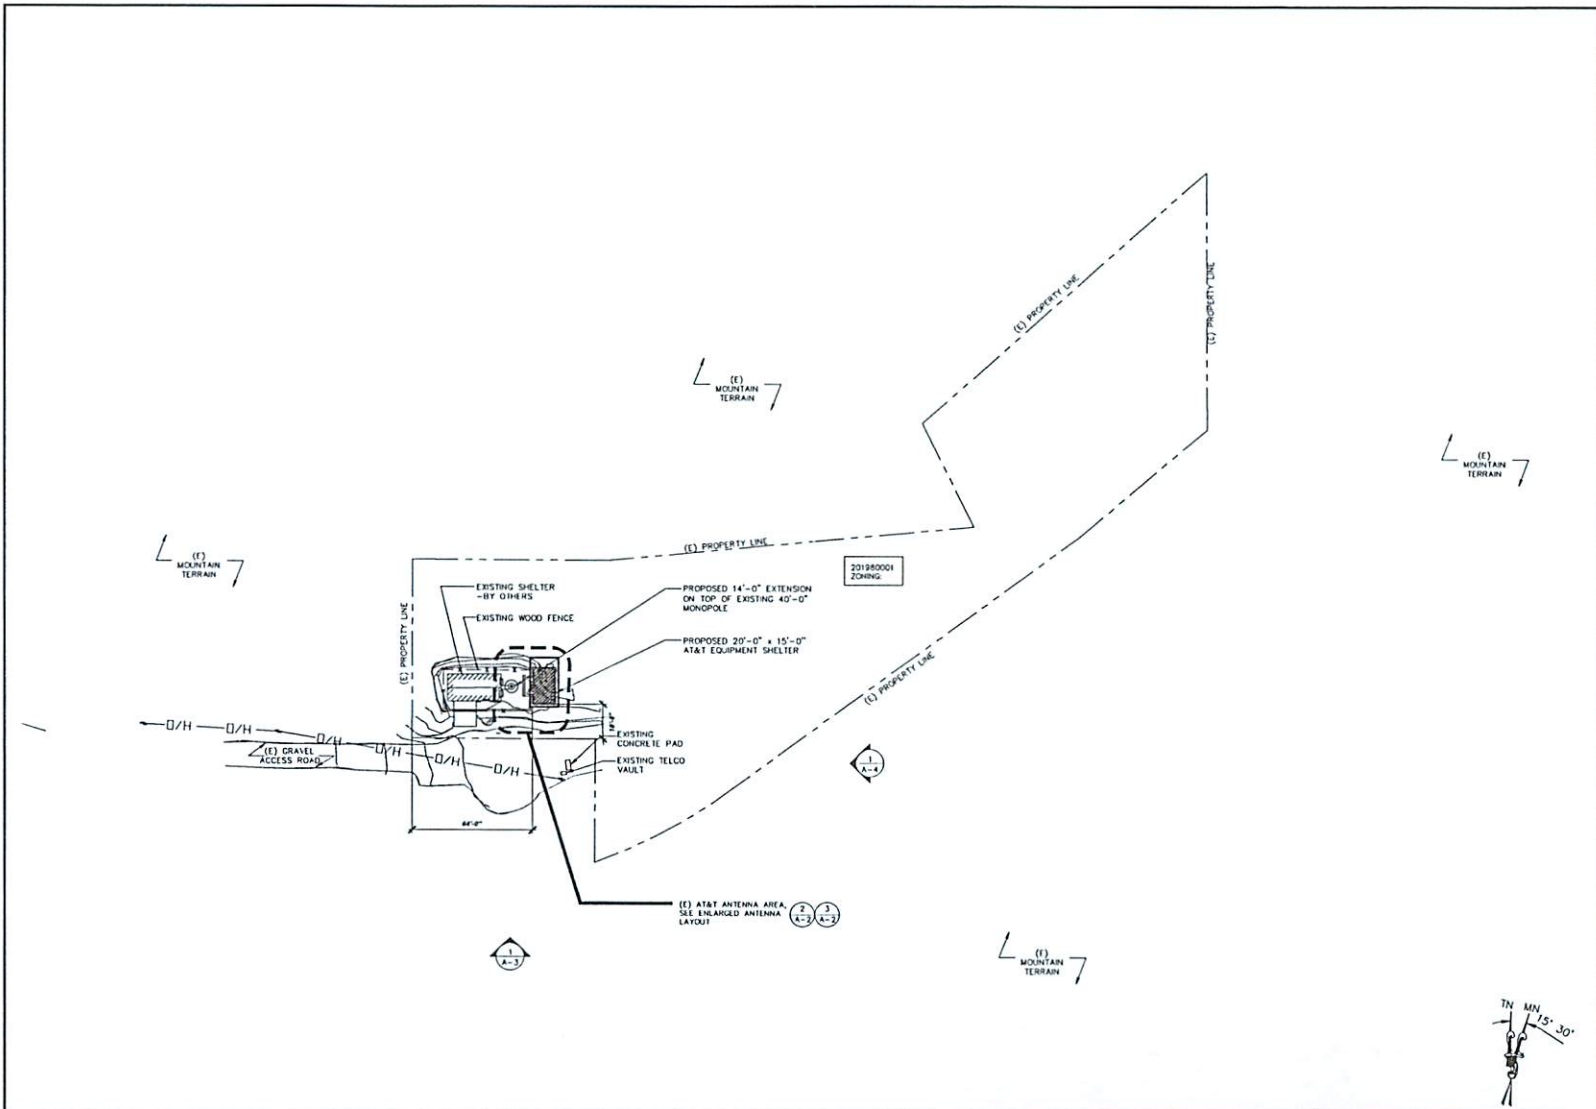 (E) PROPERTY LINE
(E) PROPERTY LINE
(E)
MOUNTAIN
TERRAIN
(E)
MOUNTAIN
TERRAIN
(E) PROPERTY LINE
(E)
MOUNTAIN
TERRAIN
201980001
ZONING:
EXISTING SHELTER
-BY OTHERS
EXISTING WOOD FENCE
PROPOSED 14'-0" EXTENSION
ON TOP OF EXISTING 40'-0"
MONOPOLE
PROPOSED 20'-0" x 15'-0"
AT&T EQUIPMENT SHELTER
(E) PROPERTY LINE
(E) PROPERTY LINE
O/H
O/H
O/H
O/H
O/H
O/H
(E) GRAVEL
ACCESS ROAD
EXISTING
CONCRETE PAD
EXISTING TELCO
VAULT
1
A-4
(E) AT&T ANTENNA AREA,
SEE ENLARGED ANTENNA
LAYOUT
2
A-2
3
A-2
1
A-3
(E)
MOUNTAIN
TERRAIN
TN MN
15° 30'